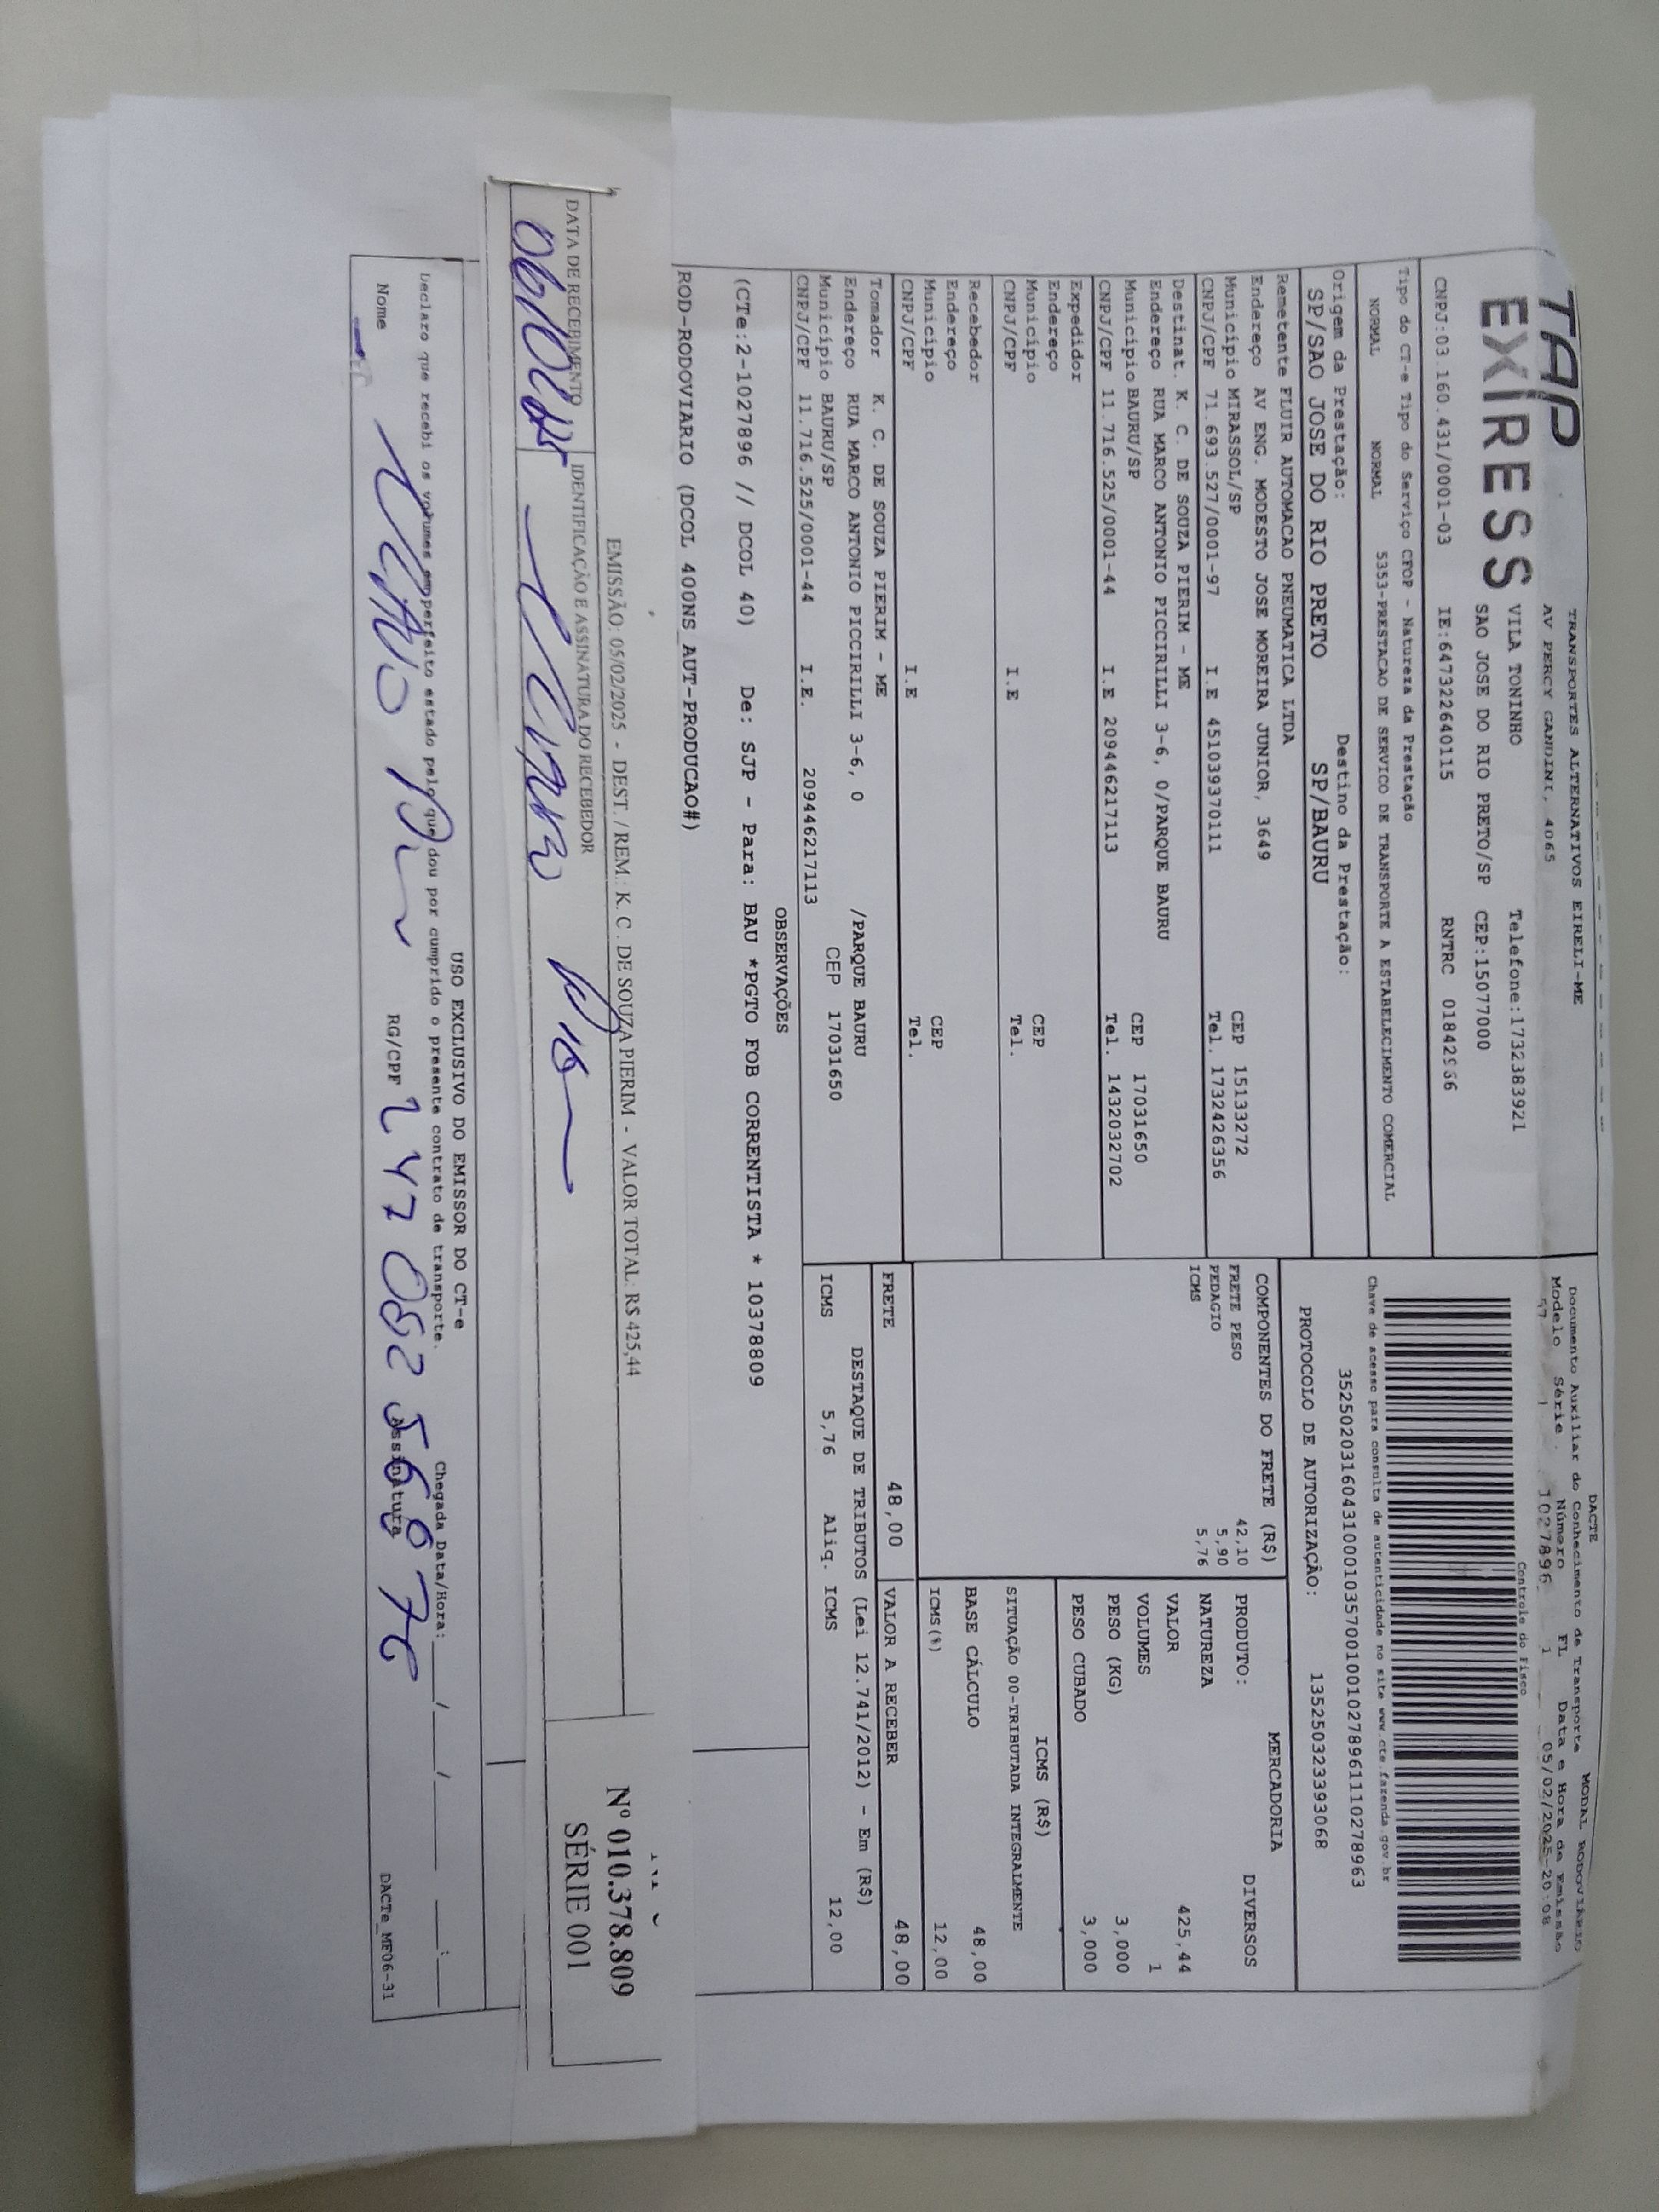 TAP
EXPRESS
TRANSPORTES ALTERNATIVOS EIRELI-ME
AV PERCY GANDINI, 4065
VILA TONINHO Telefone:1732383921
SAO JOSE DO RIO PRETO/SP CEP:15077000
CNPJ:03.160.431/0001-03 IE:647322640115 RNTRC 01842966
Tipo do CT-e Tipo do Serviço CFOP - Natureza da Prestação
NORMAL NORMAL 5353-PRESTACAO DE SERVICO DE TRANSPORTE A ESTABELECIMENTO COMERCIAL
Origem da Prestação: Destino da Prestação:
SP/SAO JOSE DO RIO PRETO SP/BAURU
Remetente FLUIR AUTOMACAO PNEUMATICA LTDA
Endereço AV ENG. MODESTO JOSE MOREIRA JUNIOR, 3649
Município MIRASSOL/SP CEP 15133272
CNPJ/CPF 71.693.527/0001-97 I.E 451039370111 Tel. 1732426356
Destinat. K. C. DE SOUZA PIERIM - ME
Endereço RUA MARCO ANTONIO PICCIRILLI 3-6, 0/PARQUE BAURU
Município BAURU/SP CEP 17031650
CNPJ/CPF 11.716.525/0001-44 I.E 209446217113 Tel. 1432032702
Expedidor
Endereço
Município CEP
CNPJ/CPF I.E Tel.
Recebedor
Endereço
Município CEP
CNPJ/CPF I.E Tel.
Tomador K. C. DE SOUZA PIERIM - ME
Endereço RUA MARCO ANTONIO PICCIRILLI 3-6, 0 /PARQUE BAURU
Município BAURU/SP CEP 17031650
CNPJ/CPF 11.716.525/0001-44 I.E. 209446217113
DACTE MODAL RODOVIÁRIO
Documento Auxiliar do Conhecimento de Transporte
Modelo Série Número FL Data e Hora de Emissão
57 1 1027896 1 05/02/2025 20:08
Controle do Fisco
Chave de acesso para consulta de autenticidade no site www.cte.fazenda.gov.br
35250203160431000103570010010278961110278963
PROTOCOLO DE AUTORIZAÇÃO: 135250323393068
COMPONENTES DO FRETE (R$)
FRETE PESO 42,10
PEDAGIO 5,90
ICMS 5,76
MERCADORIA
PRODUTO: DIVERSOS
NATUREZA
VALOR 425,44
VOLUMES 1
PESO (KG) 3,000
PESO CUBADO 3,000
ICMS (R$)
SITUAÇÃO 00-TRIBUTADA INTEGRALMENTE
BASE CÁLCULO 48,00
ICMS(%) 12,00
FRETE 48,00 VALOR A RECEBER 48,00
DESTAQUE DE TRIBUTOS (Lei 12.741/2012) - Em (R$)
ICMS 5,76 Aliq. ICMS 12,00
OBSERVAÇÕES
(CTe:2-1027896 // DCOL 40) De: SJP - Para: BAU *PGTO FOB CORRENTISTA * 10378809
ROD-RODOVIARIO (DCOL 400NS_AUT-PRODUCAO#)
EMISSÃO: 05/02/2025 - DEST. / REM.: K. C. DE SOUZA PIERIM - VALOR TOTAL: R$ 425,44
DATA DE RECEBIMENTO IDENTIFICAÇÃO E ASSINATURA DO RECEBEDOR
Nº 010.378.809
SÉRIE 001
USO EXCLUSIVO DO EMISSOR DO CT-e
Declaro que recebi os volumes em perfeito estado pelo que dou por cumprido o presente contrato de transporte.
Chegada Data/Hora: ___/___/___ __:__
Nome RG/CPF Assinatura
DACTe_MF06-31